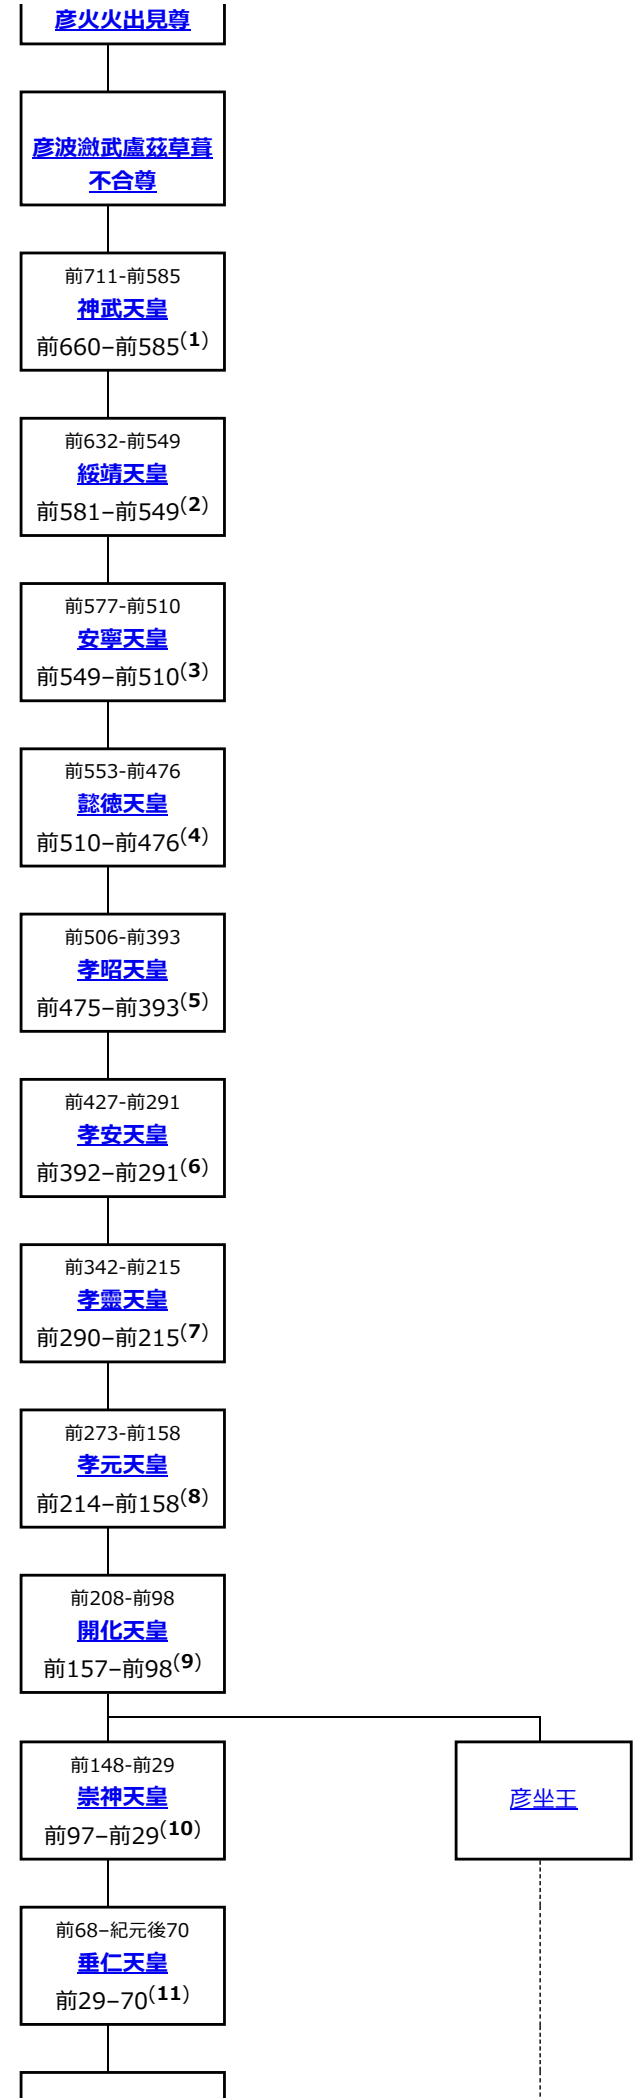 彦火火出見尊
彦波瀲武盧茲草葺
不合尊
前711-前585
神武天皇
前660–前585(1)
前632-前549
綏靖天皇
前581–前549(2)
前577-前510
安寧天皇
前549–前510(3)
前553-前476
懿徳天皇
前510–前476(4)
前506-前393
孝昭天皇
前475–前393(5)
前427-前291
孝安天皇
前392–前291(6)
前342-前215
孝靈天皇
前290–前215(7)
前273-前158
孝元天皇
前214–前158(8)
前208-前98
開化天皇
前157–前98(9)
前148-前29
崇神天皇
前97–前29(10)
彦坐王
前68–紀元後70
垂仁天皇
前29–70(11)